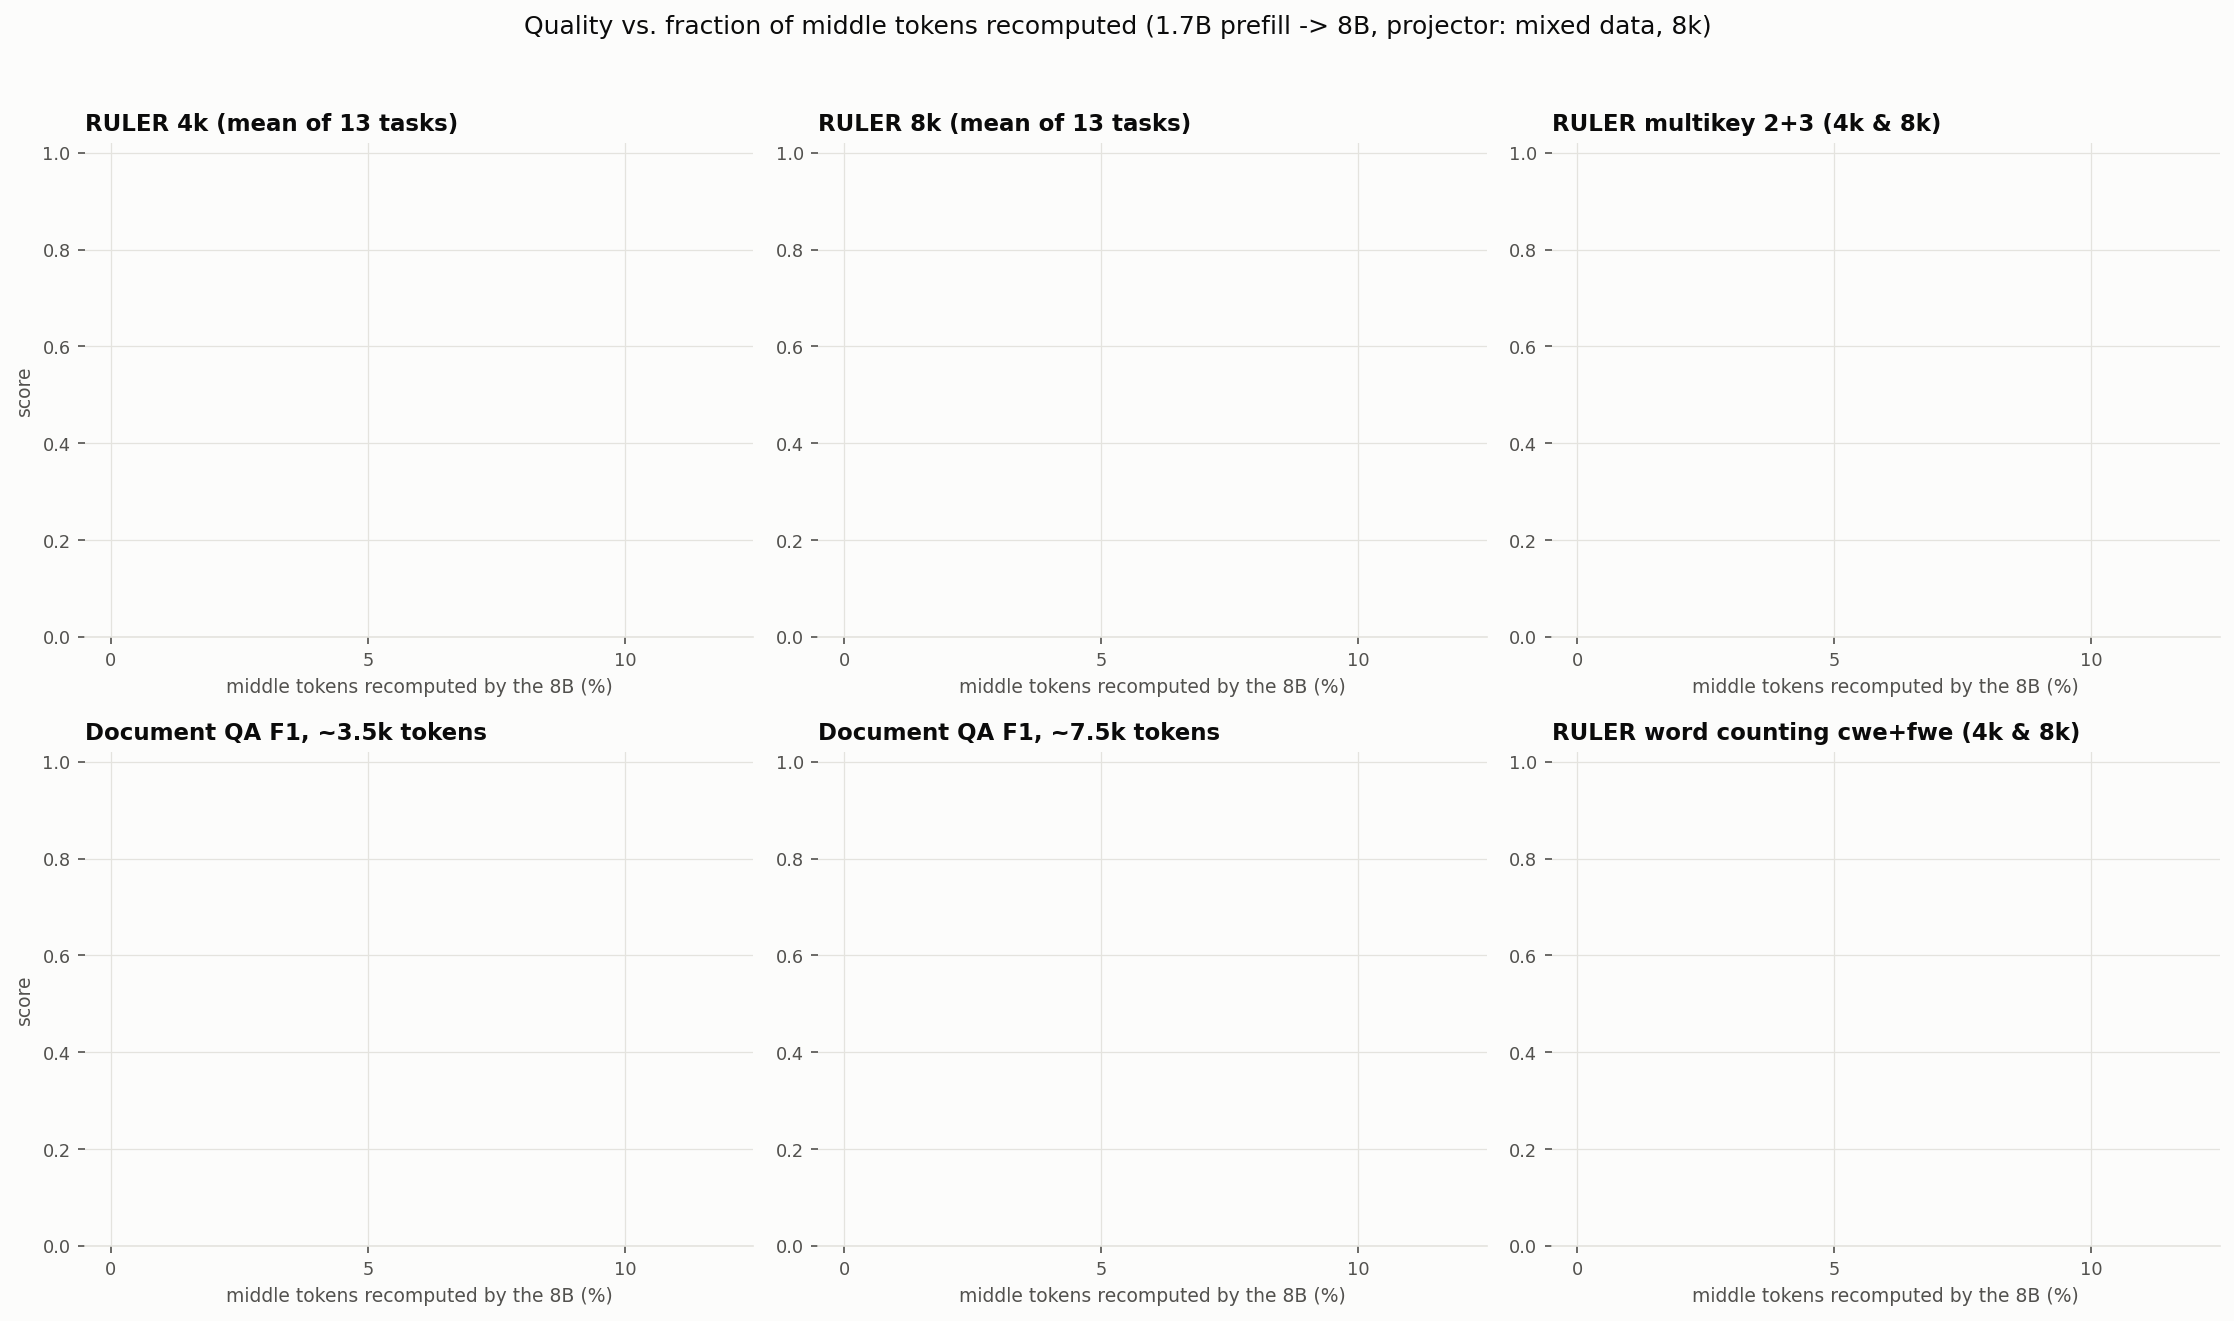 Quality vs. fraction of middle tokens recomputed (1.7B prefill -> 8B, projector: mixed data, 8k)
RULER 4k (mean of 13 tasks)
1.0
0.8
0.6
0.4
0.2
0.0
score
0 5 10
middle tokens recomputed by the 8B (%)
RULER 8k (mean of 13 tasks)
1.0
0.8
0.6
0.4
0.2
0.0
0 5 10
middle tokens recomputed by the 8B (%)
RULER multikey 2+3 (4k & 8k)
1.0
0.8
0.6
0.4
0.2
0.0
0 5 10
middle tokens recomputed by the 8B (%)
Document QA F1, ~3.5k tokens
1.0
0.8
0.6
0.4
0.2
0.0
score
0 5 10
middle tokens recomputed by the 8B (%)
Document QA F1, ~7.5k tokens
1.0
0.8
0.6
0.4
0.2
0.0
0 5 10
middle tokens recomputed by the 8B (%)
RULER word counting cwe+fwe (4k & 8k)
1.0
0.8
0.6
0.4
0.2
0.0
0 5 10
middle tokens recomputed by the 8B (%)